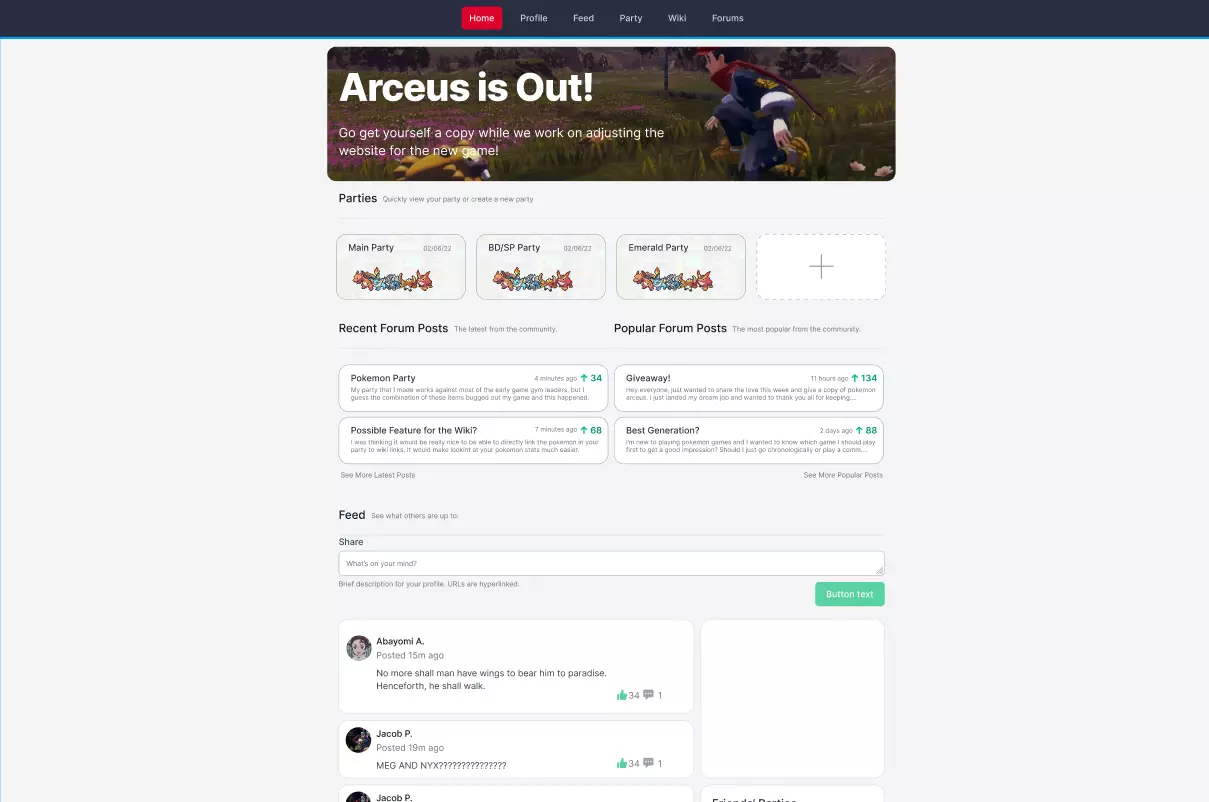 Home Profile Feed Party Wiki Forums
Arceus is Out!
Go get yourself a copy while we work on adjusting the
website for the new game!
Parties Quickly view your party or create a new party
Main Party 02/06/22
BD/SP Party 02/06/22
Emerald Party 02/06/22
Recent Forum Posts The latest from the community.
Pokemon Party 4 minutes ago 34
My party that I made works against most of the early game gym leaders, but I
guess the combination of these items bugged out my game and this happened.
Possible Feature for the Wiki? 7 minutes ago 68
I was thinking it would be really nice to be able to directly link the pokemon in your
party to wiki links. It would make lookint at your pokemon stats much easier.
See More Latest Posts
Popular Forum Posts The most popular from the community.
Giveaway! 11 hours ago 134
Hey everyone, just wanted to share the love this week and give a copy of pokemon
arceus. I just landed my dream job and wanted to thank you all for keeping....
Best Generation? 2 days ago 88
I'm new to playing pokemon games and I wanted to know which game I should play
first to get a good impression? Should I just go chronologically or play a comm....
See More Popular Posts
Feed See what others are up to.
Share
What's on your mind?
Brief description for your profile. URLs are hyperlinked.
Button text
Abayomi A.
Posted 15m ago
No more shall man have wings to bear him to paradise.
Henceforth, he shall walk.
34 1
Jacob P.
Posted 19m ago
MEG AND NYX???????????????
34 1
Jacob P.
Friends' Parties